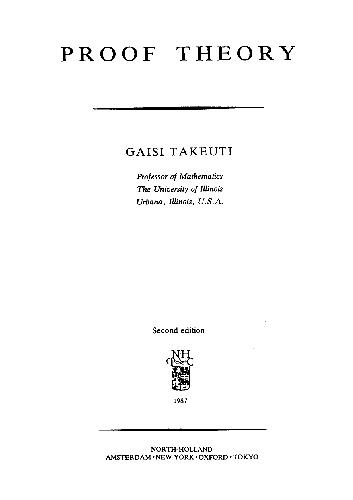 PROOF THEORY
GAISI TAKEUTI
Professor of Mathematics
The University of Illinois
Urbana, Illinois, U.S.A.
Second edition
NH
1987
NORTH-HOLLAND
AMSTERDAM • NEW YORK • OXFORD • TOKYO